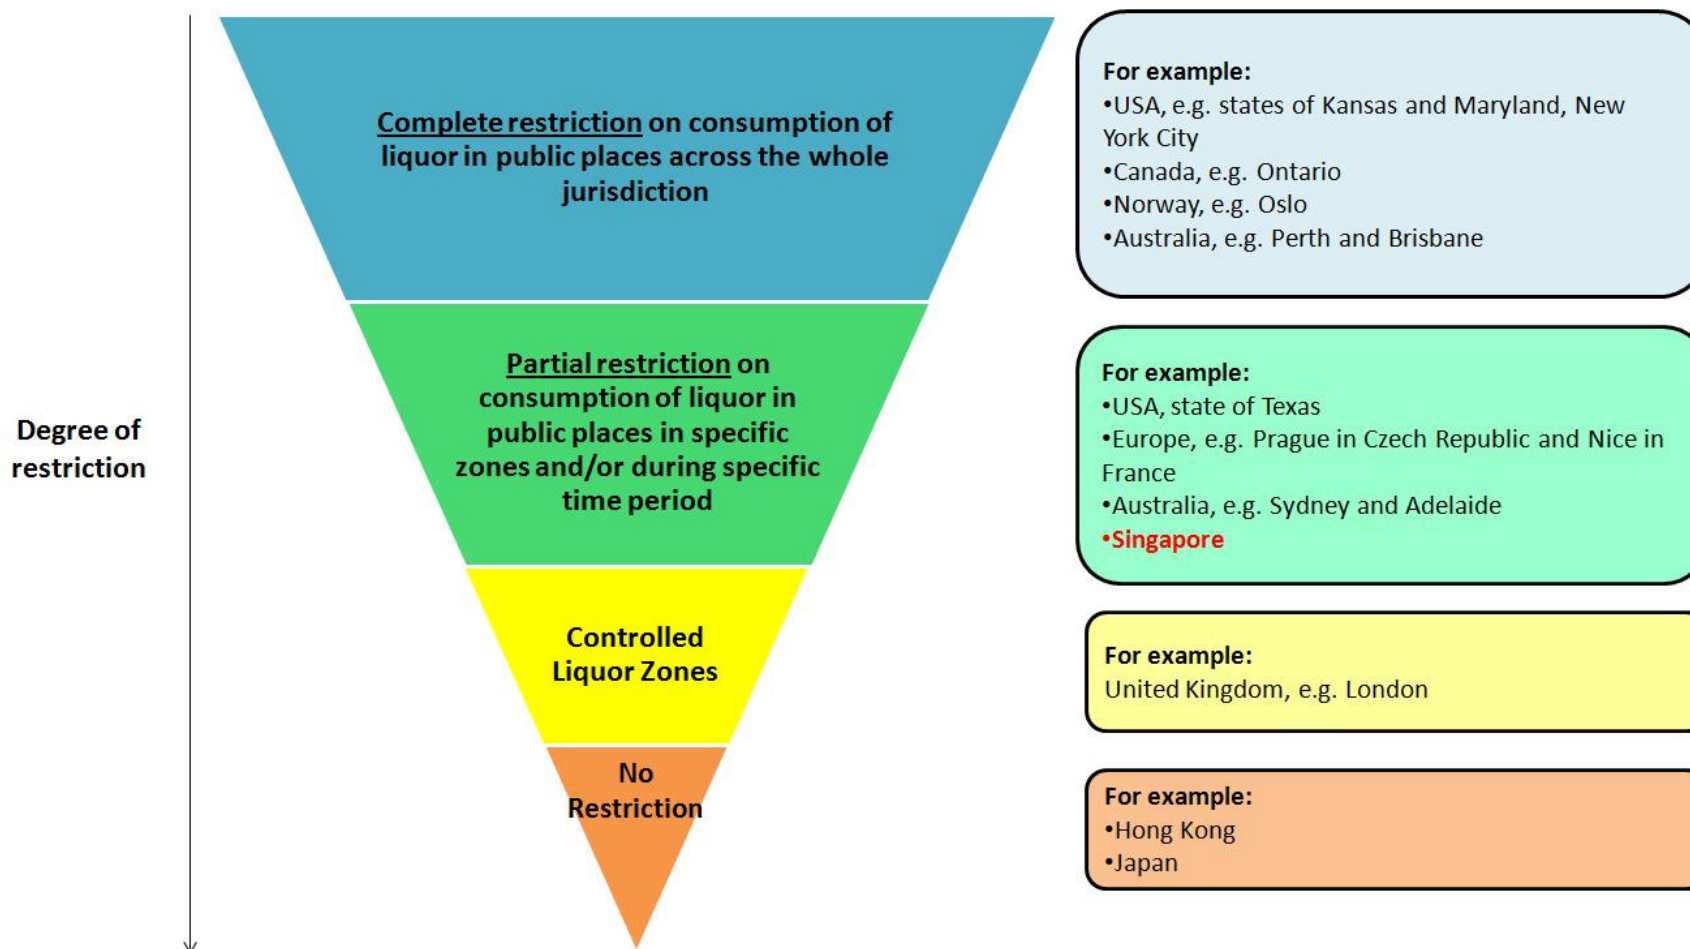 Degree of
restriction
Complete restriction on consumption of
liquor in public places across the whole
jurisdiction
For example:
•USA, e.g. states of Kansas and Maryland, New
York City
•Canada, e.g. Ontario
•Norway, e.g. Oslo
•Australia, e.g. Perth and Brisbane
Partial restriction on
consumption of liquor in
public places in specific
zones and/or during specific
time period
For example:
•USA, state of Texas
•Europe, e.g. Prague in Czech Republic and Nice in
France
•Australia, e.g. Sydney and Adelaide
•Singapore
Controlled
Liquor Zones
For example:
United Kingdom, e.g. London
No
Restriction
For example:
•Hong Kong
•Japan